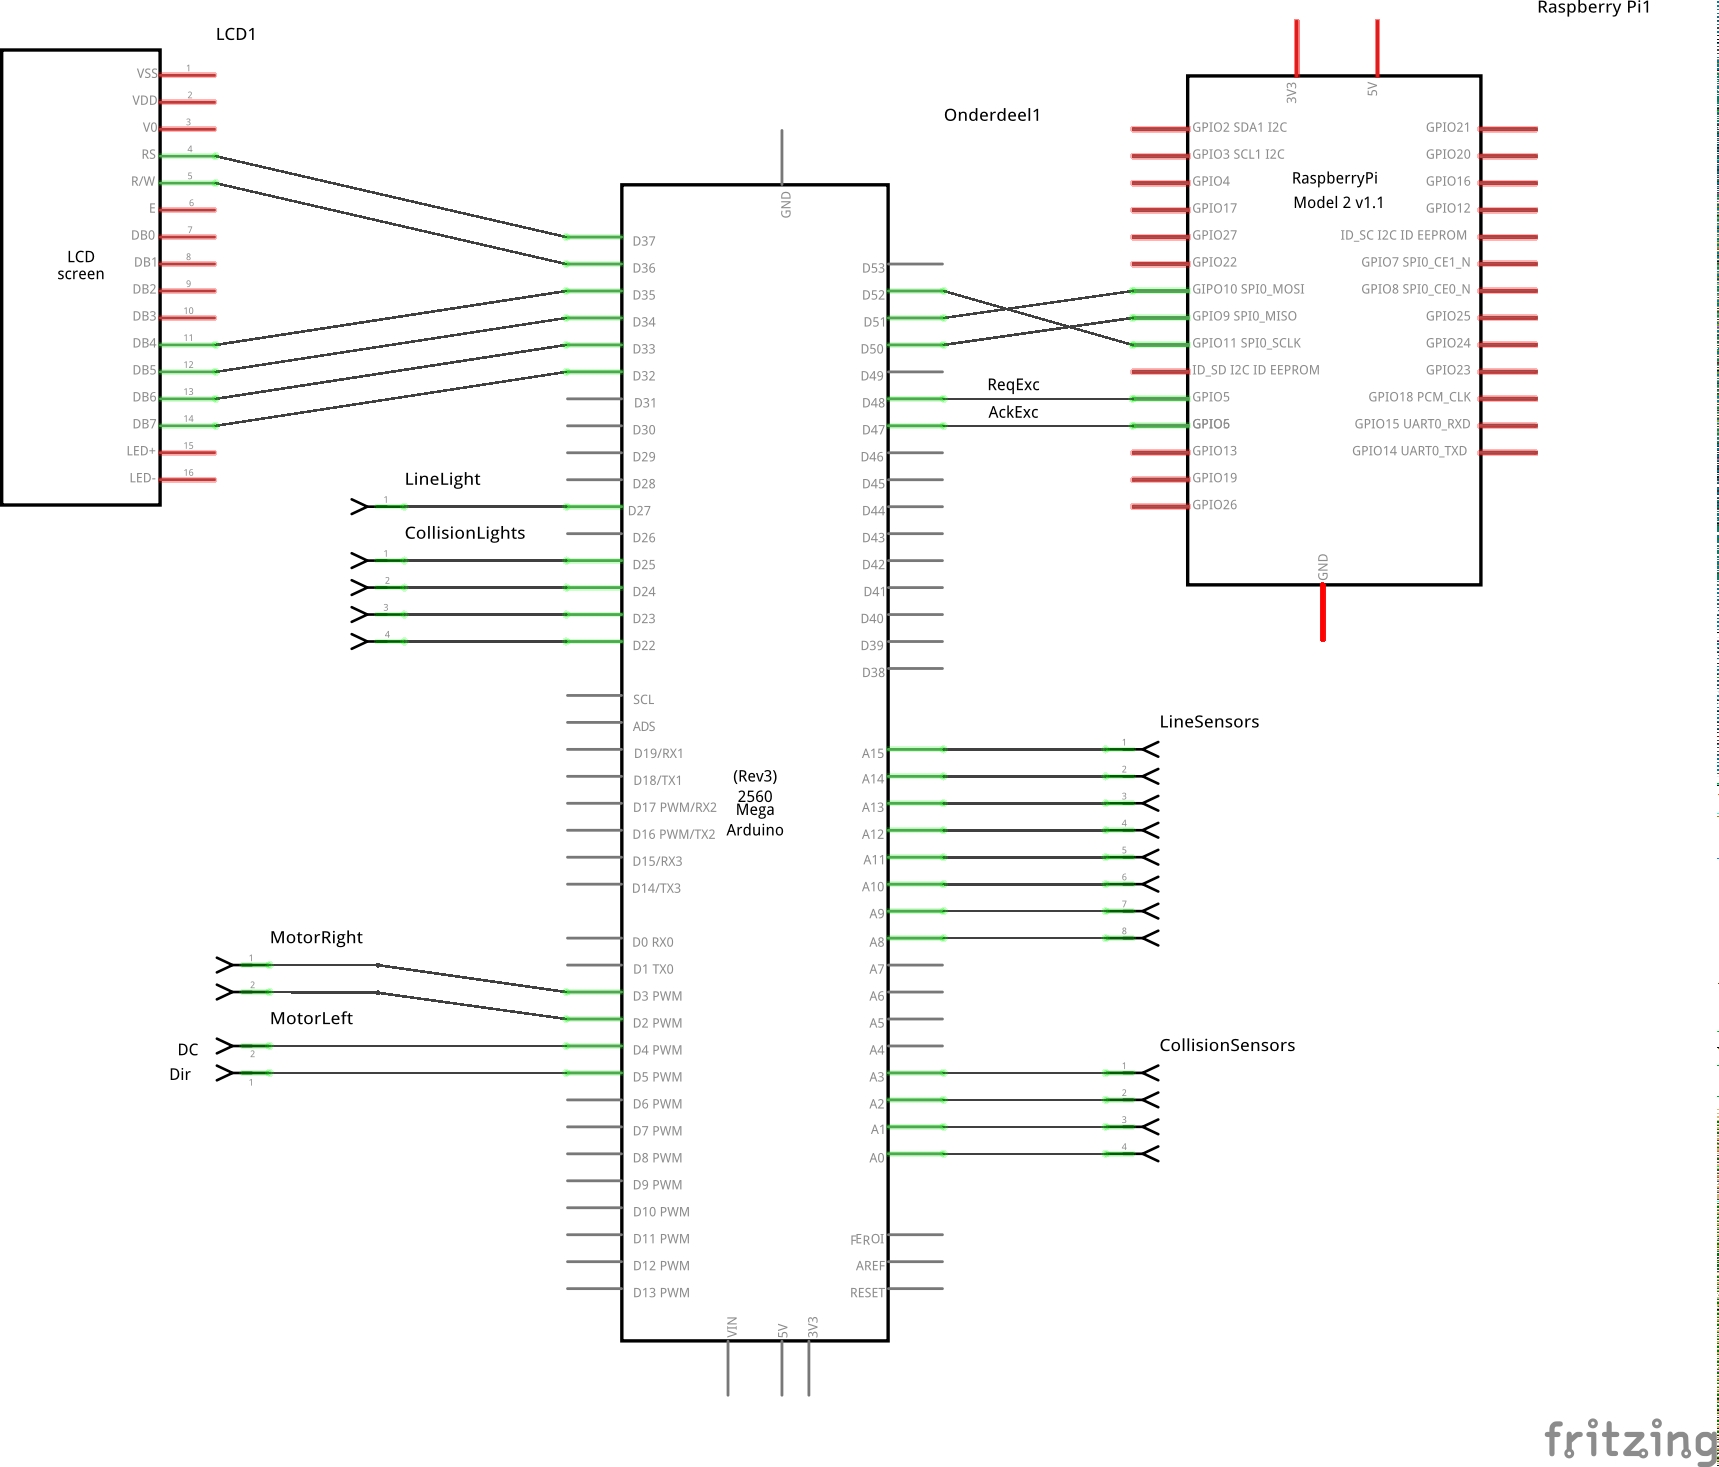 LCD1
VSS 1
VDD 2
V0 3
RS 4
R/W 5
E 6
DB0 7
DB1 8
DB2 9
DB3 10
DB4 11
DB5 12
DB6 13
DB7 14
LED+ 15
LED- 16
LCD
screen
LineLight
1
CollisionLights
1
2
3
4
MotorRight
1
2
MotorLeft
DC 2
Dir 1
Onderdeel1
GND
D37
D36
D35
D34
D33
D32
D31
D30
D29
D28
D27
D26
D25
D24
D23
D22
SCL
ADS
D19/RX1
D18/TX1
D17 PWM/RX2
D16 PWM/TX2
D15/RX3
D14/TX3
D0 RX0
D1 TX0
D3 PWM
D2 PWM
D4 PWM
D5 PWM
D6 PWM
D7 PWM
D8 PWM
D9 PWM
D10 PWM
D11 PWM
D12 PWM
D13 PWM
(Rev3)
2560
Mega
Arduino
D53
D52
D51
D50
D49
D48
D47
D46
D45
D44
D43
D42
D41
D40
D39
D38
A15
A14
A13
A12
A11
A10
A9
A8
A7
A6
A5
A4
A3
A2
A1
A0
AREF
RESET
VIN
5V
3V3
ReqExc
AckExc
Raspberry Pi1
3V3
5V
GPIO2 SDA1 I2C
GPIO3 SCL1 I2C
GPIO4
GPIO17
GPIO27
GPIO22
GIPO10 SPI0_MOSI
GPIO9 SPI0_MISO
GPIO11 SPI0_SCLK
ID_SD I2C ID EEPROM
GPIO5
GPIO6
GPIO13
GPIO19
GPIO26
RaspberryPi
Model 2 v1.1
GPIO21
GPIO20
GPIO16
GPIO12
ID_SC I2C ID EEPROM
GPIO7 SPI0_CE1_N
GPIO8 SPI0_CE0_N
GPIO25
GPIO24
GPIO23
GPIO18 PCM_CLK
GPIO15 UART0_RXD
GPIO14 UART0_TXD
GND
LineSensors
1
2
3
4
5
6
7
8
CollisionSensors
1
2
3
4
fritzing